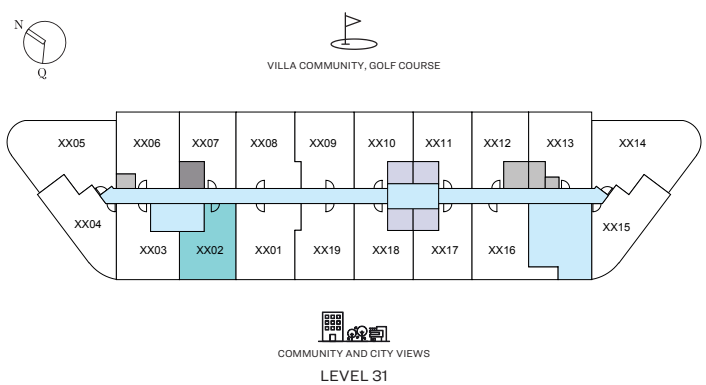 N
Q
VILLA COMMUNITY, GOLF COURSE
XX05 XX06 XX07 XX08 XX09 XX10 XX11 XX12 XX13 XX14
XX04 XX03 XX02 XX01 XX19 XX18 XX17 XX16 XX15
COMMUNITY AND CITY VIEWS
LEVEL 31